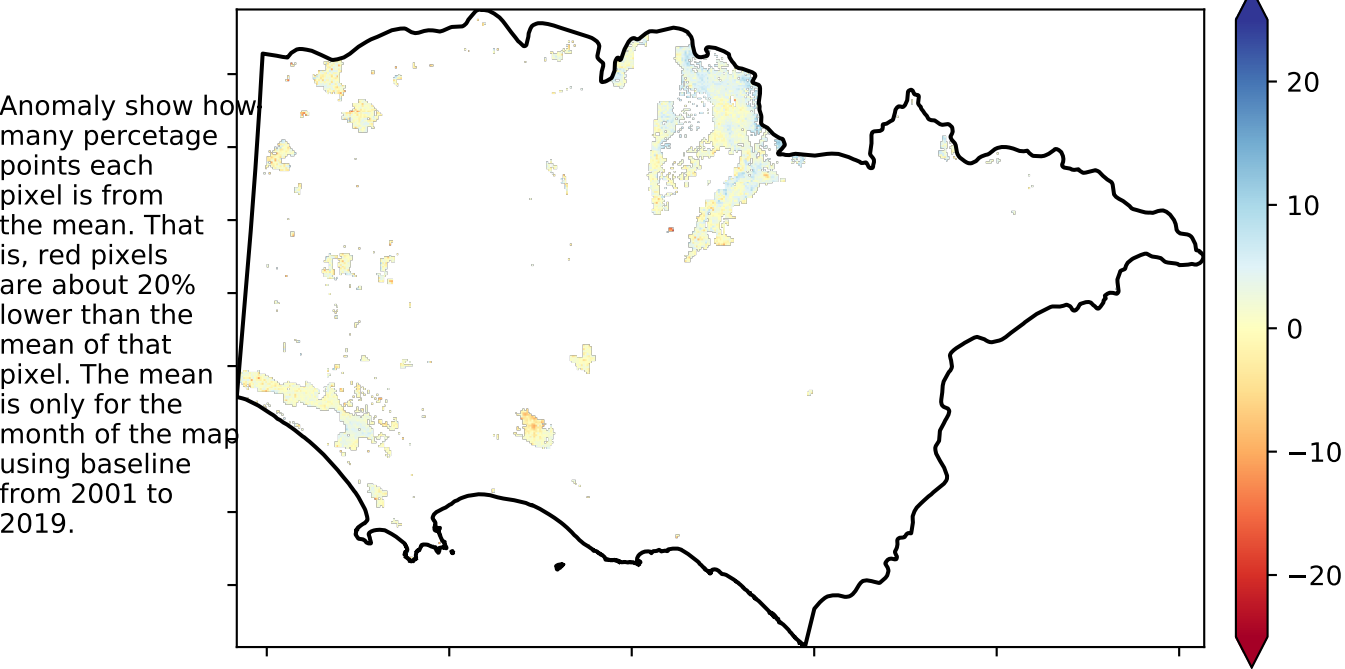 Anomaly show how
many percetage
points each
pixel is from
the mean. That
is, red pixels
are about 20%
lower than the
mean of that
pixel. The mean
is only for the
month of the map
using baseline
from 2001 to
2019.
20
10
0
−10
−20